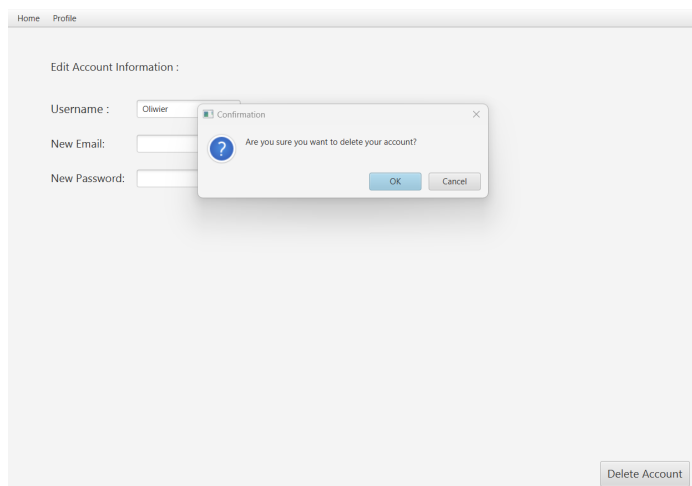 Home Profile
Edit Account Information :
Username : Oliwier
Confirmation
Are you sure you want to delete your account?
OK Cancel
New Email:
New Password:
Delete Account